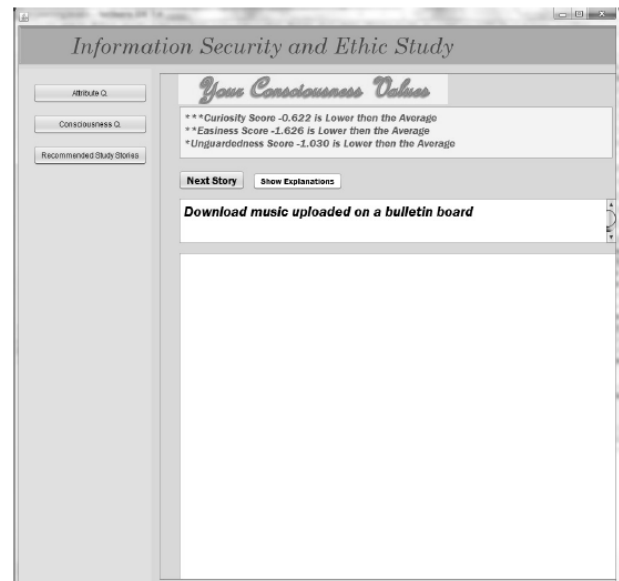 Information Security and Ethic Study
Attribute Q.
Consciousness Q.
Recommended Study Stories
Your Consciousness Values
***Curiosity Score -0.622 is Lower then the Average
**Easiness Score -1.626 is Lower then the Average
*Unguardedness Score -1.030 is Lower then the Average
Next Story Show Explanations
Download music uploaded on a bulletin board